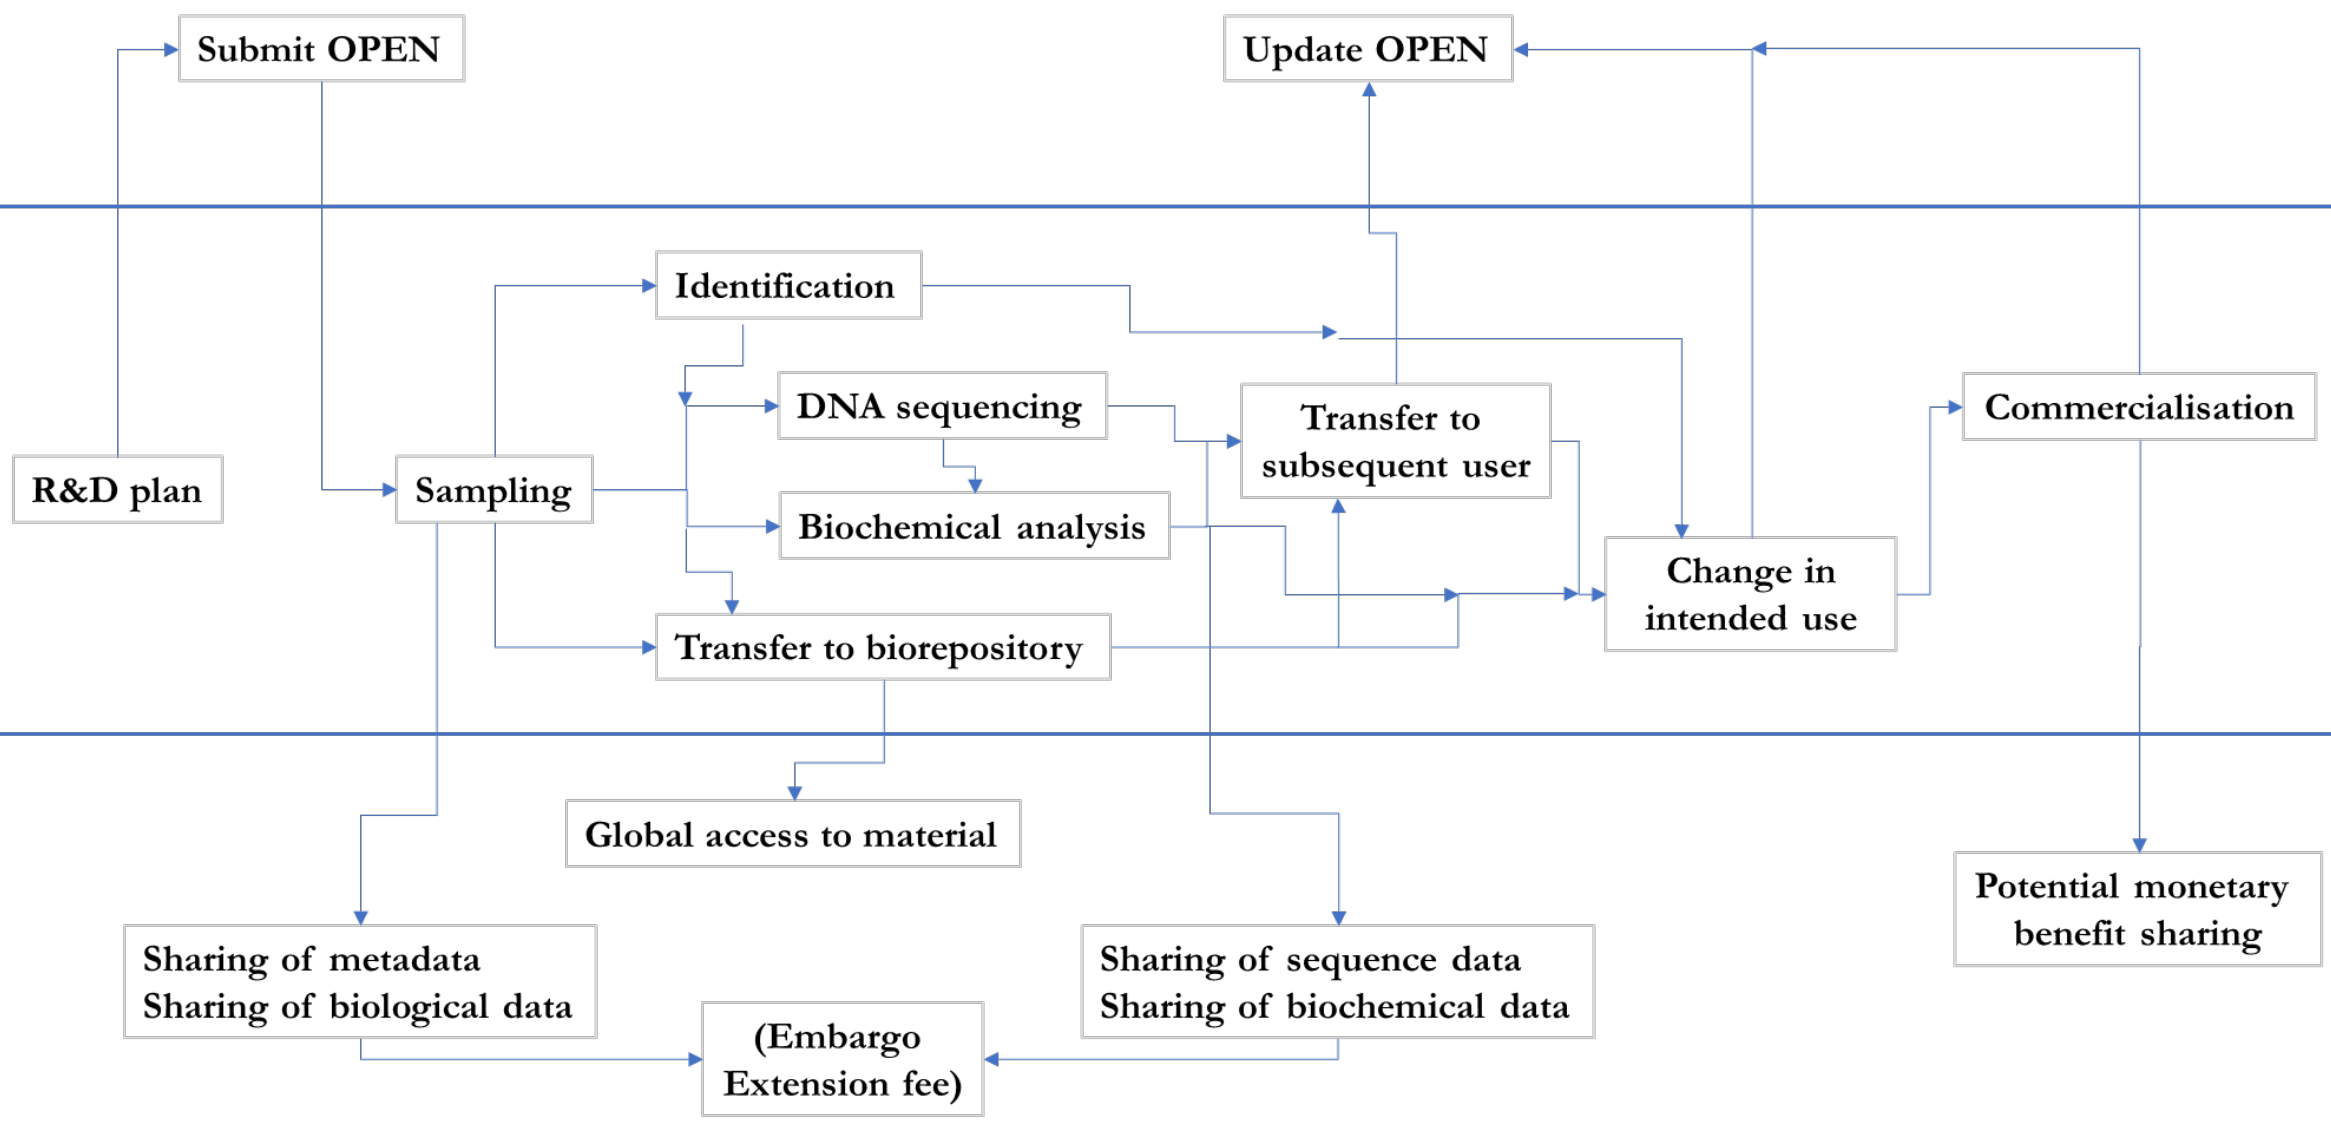 Submit OPEN
Update OPEN
Identification
DNA sequencing
Transfer to
subsequent user
Commercialisation
R&D plan
Sampling
Biochemical analysis
Change in
intended use
Transfer to biorepository
Global access to material
Potential monetary
benefit sharing
Sharing of metadata
Sharing of biological data
Sharing of sequence data
Sharing of biochemical data
(Embargo
Extension fee)